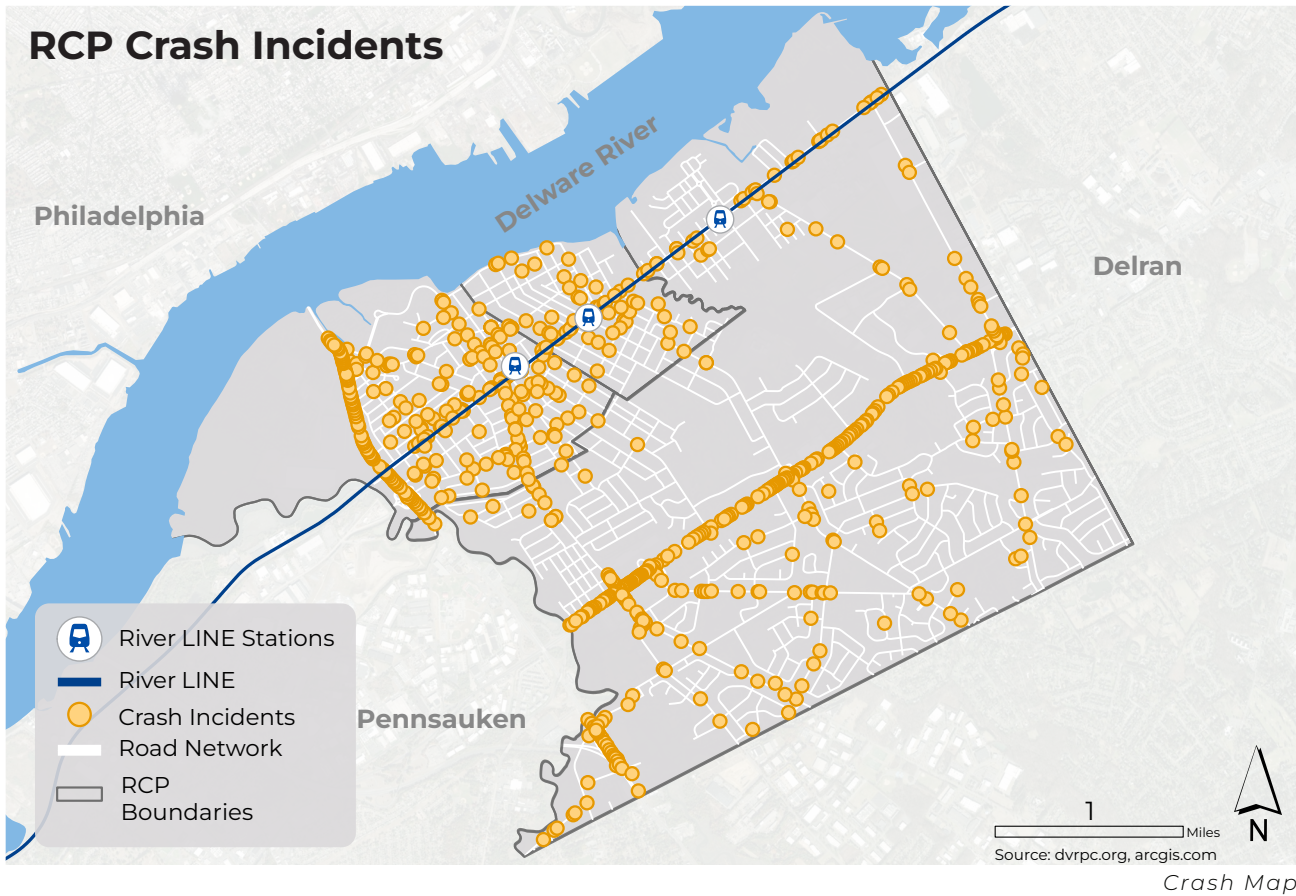 RCP Crash Incidents
Delware River
Philadelphia
Delran
River LINE Stations
River LINE
Crash Incidents
Road Network
RCP
Boundaries
Pennsauken
1
Miles
N
Source: dvrpc.org, arcgis.com
Crash Map